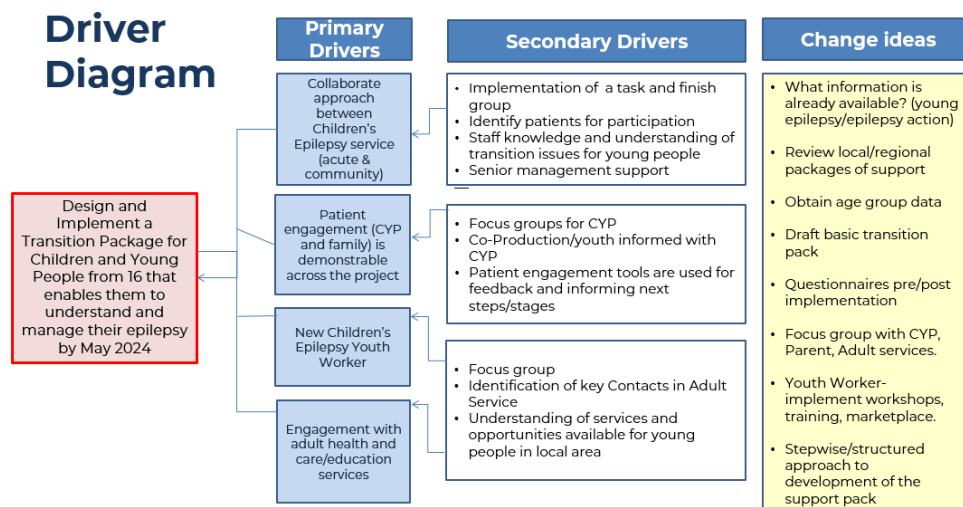 Driver
Diagram
Primary
Drivers
Secondary Drivers
Change ideas
Design and
Implement a
Transition Package for
Children and Young
People from 16 that
enables them to
understand and
manage their epilepsy
by May 2024
Collaborate
approach
between
Children's
Epilepsy service
(acute &
community)
Patient
engagement (CYP
and family) is
demonstrable across
the project
New Children's
Epilepsy Youth
Worker
Engagement with
adult health and
care/education
services
• Implementation of a task and finish
group
• Identify patients for participation
• Staff knowledge and understanding of
transition issues for young people
• Senior management support
• Focus groups for CYP
• Co-Production/youth informed with
CYP
• Patient engagement tools are used for
feedback and informing next
steps/stages
• Focus group
• Identification of key Contacts in Adult
Service
• Understanding of services and
opportunities available for young
people in local area
• What information is
already available? (young
epilepsy/epilepsy action)
• Review local/regional
packages of support
• Obtain age group data
• Draft basic transition
pack
• Questionnaires pre/post
implementation
• Focus group with CYP,
Parent, Adult services.
• Youth Worker-
implement workshops,
training, marketplace.
• Stepwise/structured
approach to
development of the
support pack